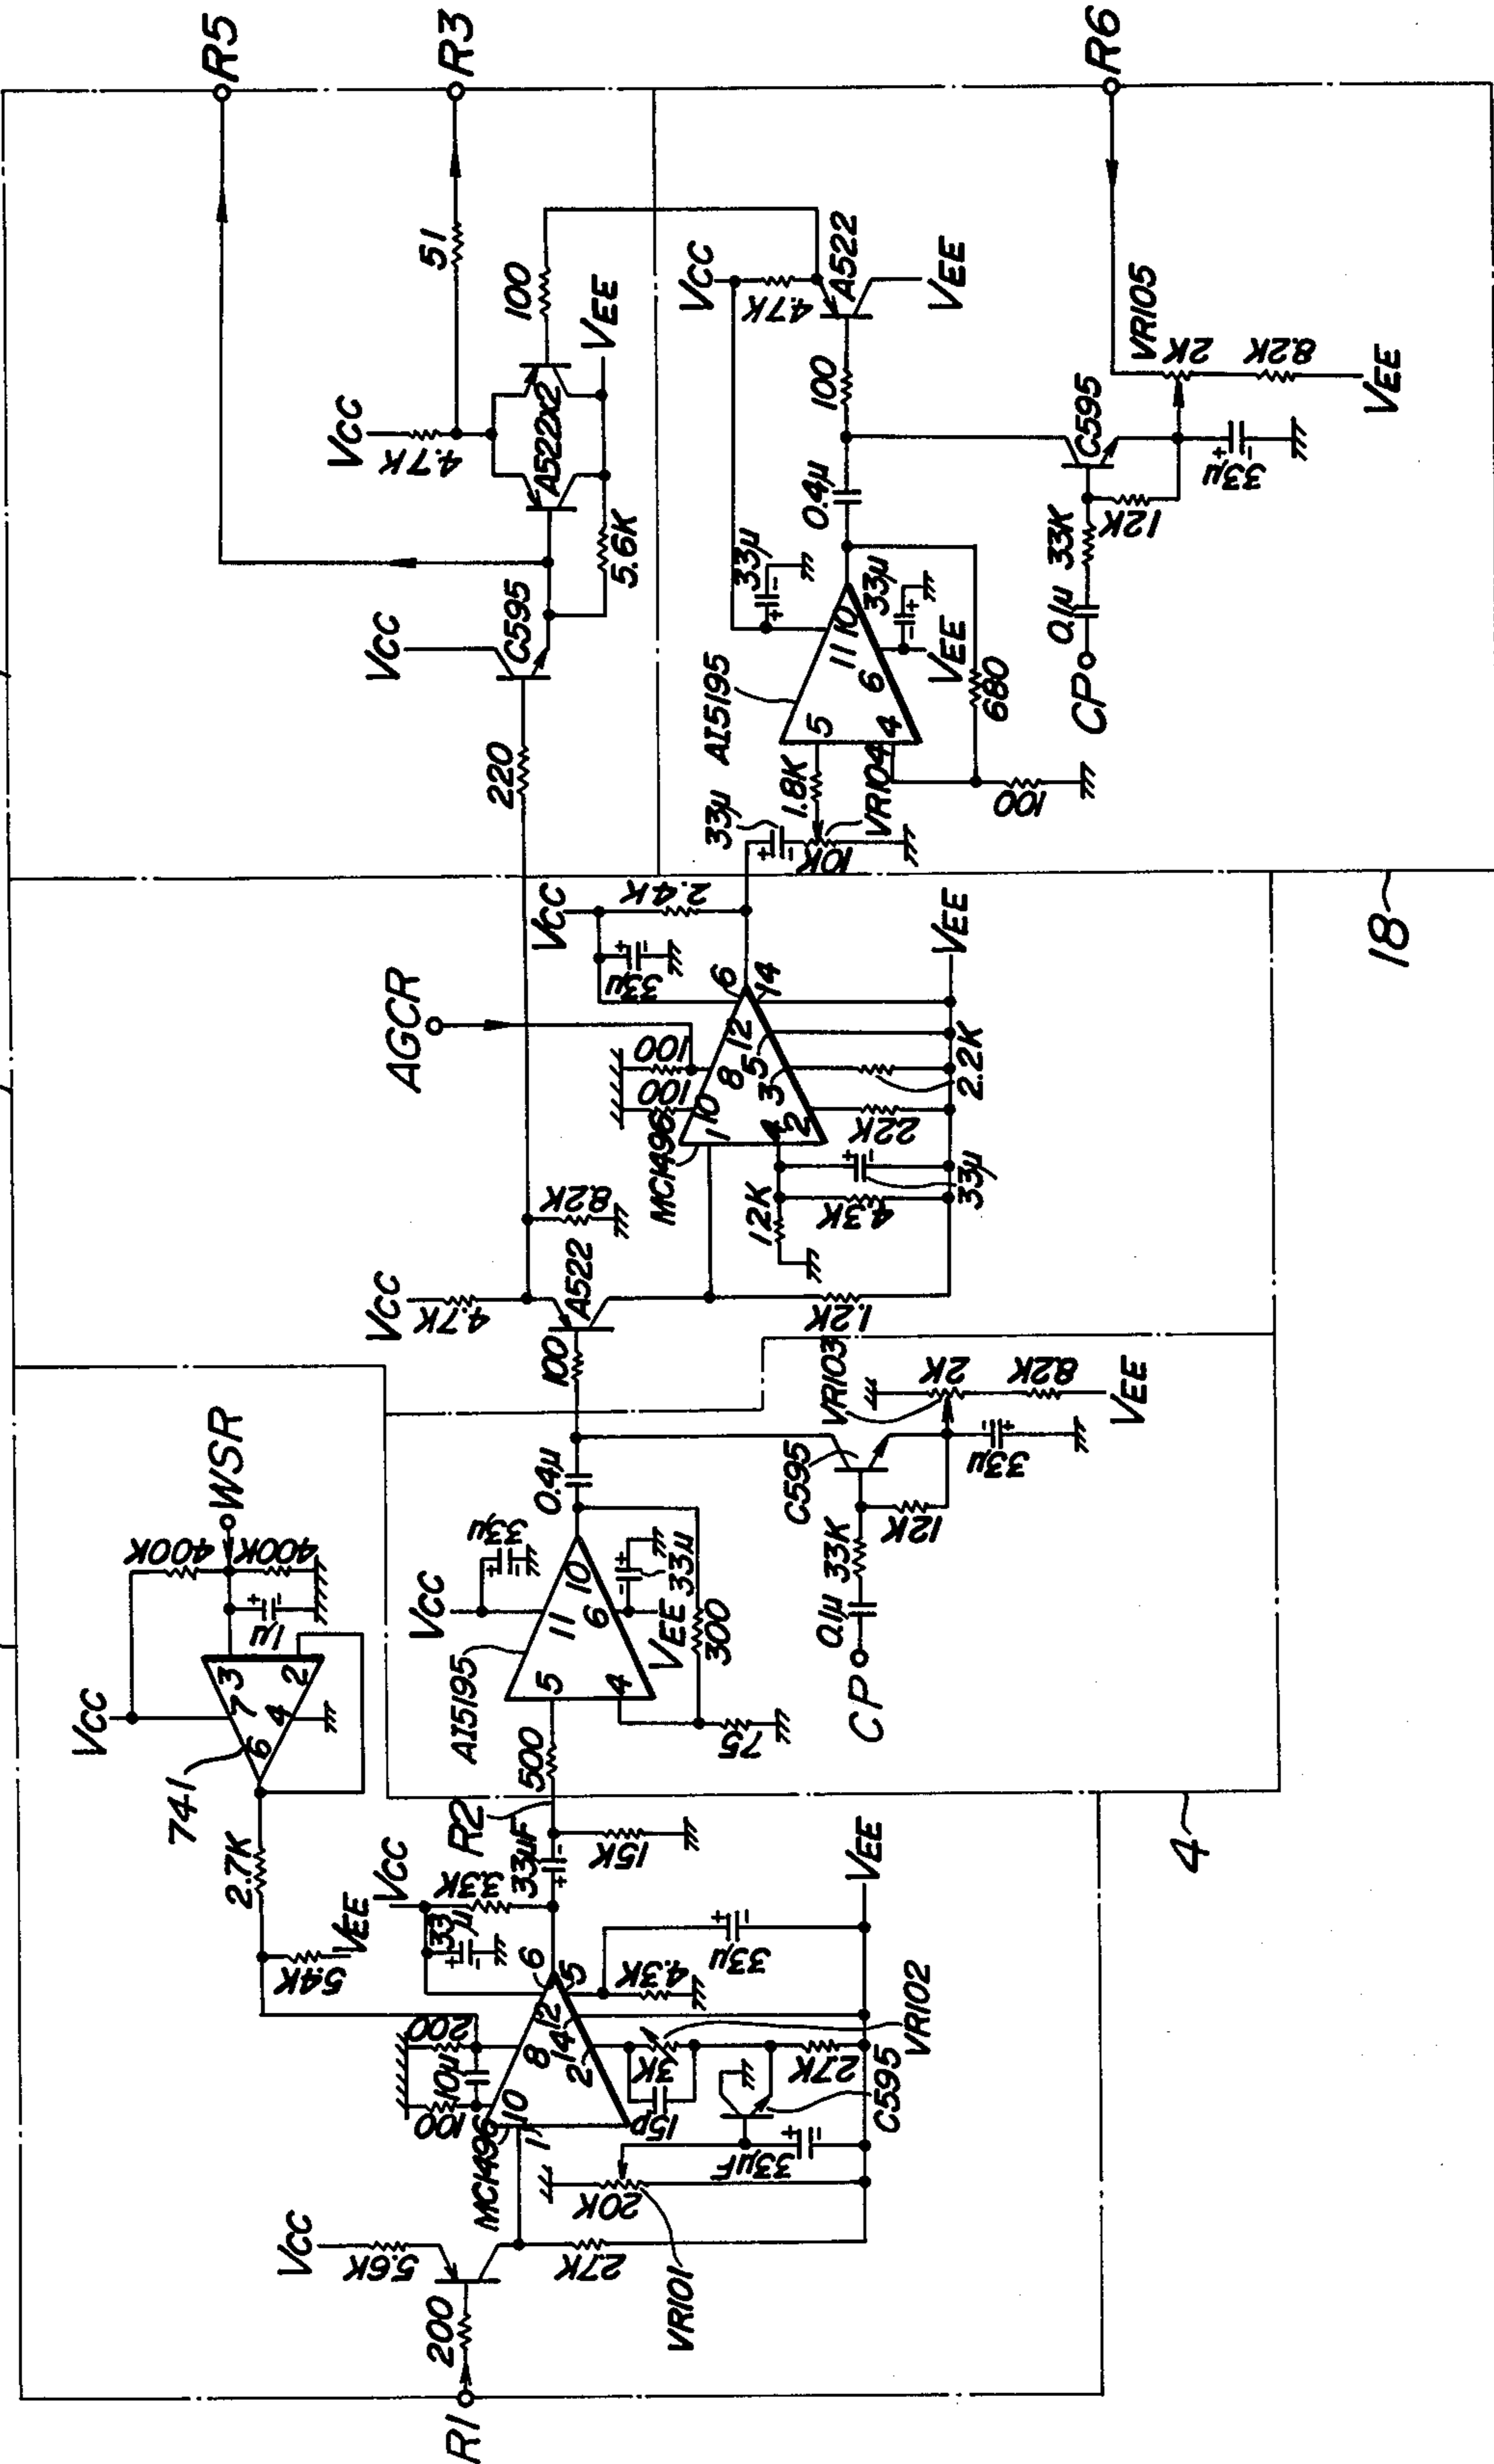 R1
200
VCC
5.6K
2.7K
VR101
MC1496
1
10
8
12
6
5
14
2
100
10μ
200
20K
33μF
15P
3K
VR102
C595
2.7K
4.3K
33μ
VEE
VCC
33μ
3.3K
33μF
R2
15K
5.4K
VEE
2.7K
741
VCC
6
7
3
4
2
1μ
400K
400K
WSR
4
500
AI5195
5
4
11
10
6
VCC
33μ
VEE
33μ
300
75
0.4μ
CP
0.1μ
33K
12K
C595
33μ
VR103
2K
8.2K
VEE
100
A522
VCC
4.7K
8.2K
1.2K
MC1496
1
10
8
12
6
14
5
3
4
2
100
100
AGCR
12K
4.3K
33μ
22K
2.2K
VEE
VCC
33μ
2.4K
220
C595
VCC
5.6K
A522X2
VCC
4.7K
VEE
100
51
R5
R3
33μ
10K
VR104
1.8K
AI5195
5
4
11
10
6
33μ
VEE
33μ
680
100
0.4μ
100
A522
VCC
4.7K
VEE
CP
0.1μ
33K
12K
C595
33μ
VR105
2K
8.2K
VEE
R6
18